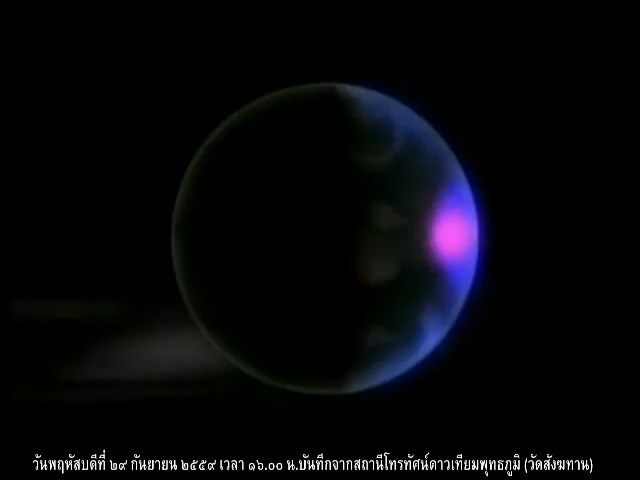 วันพฤหัสบดีที่ ๒๙ กันยายน ๒๕๕๙ เวลา ๑๖.๐๐ น.บันทึกจากสถานีโทรทัศน์ดาวเทียมพุทธภูมิ (วัดสังฆทาน)